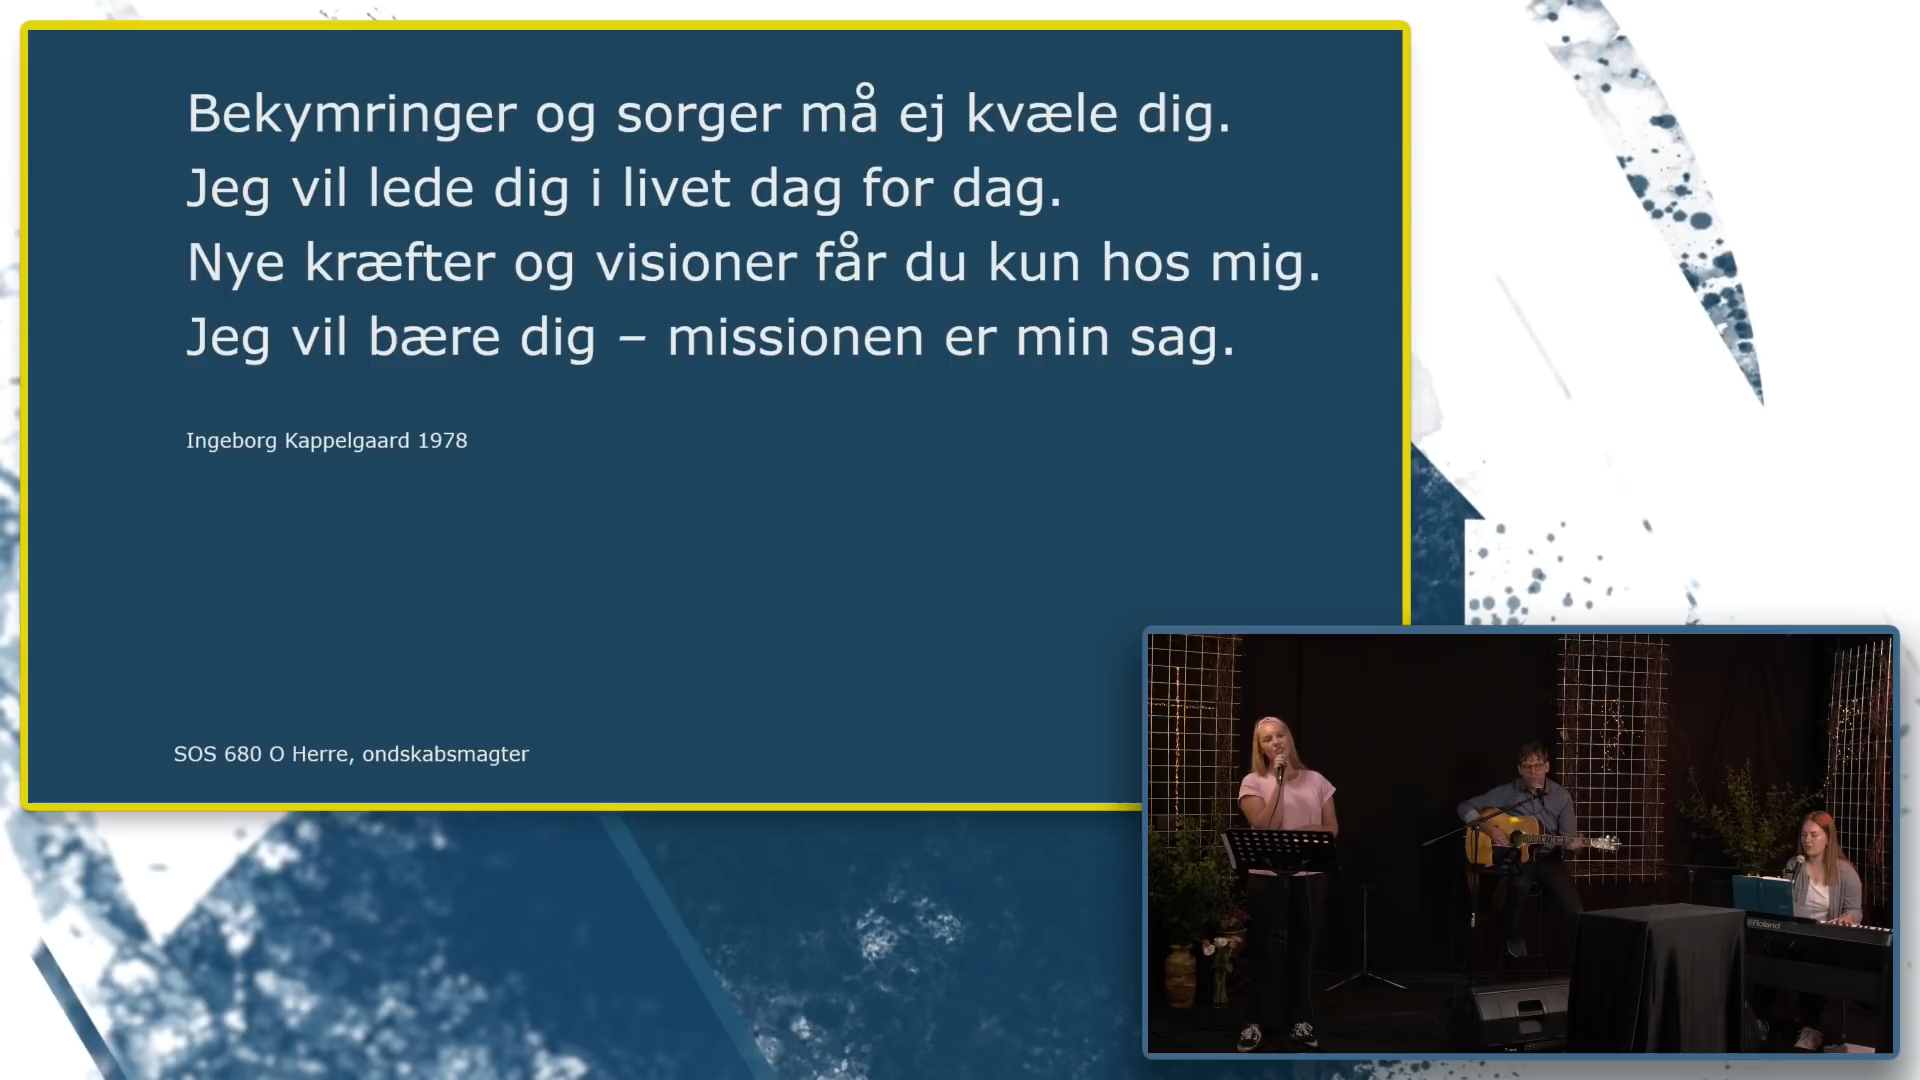 Bekymringer og sorger må ej kvæle dig.
Jeg vil lede dig i livet dag for dag.
Nye kræfter og visioner får du kun hos mig.
Jeg vil bære dig – missionen er min sag.
Ingeborg Kappelgaard 1978
SOS 680 O Herre, ondskabsmagter
Roland